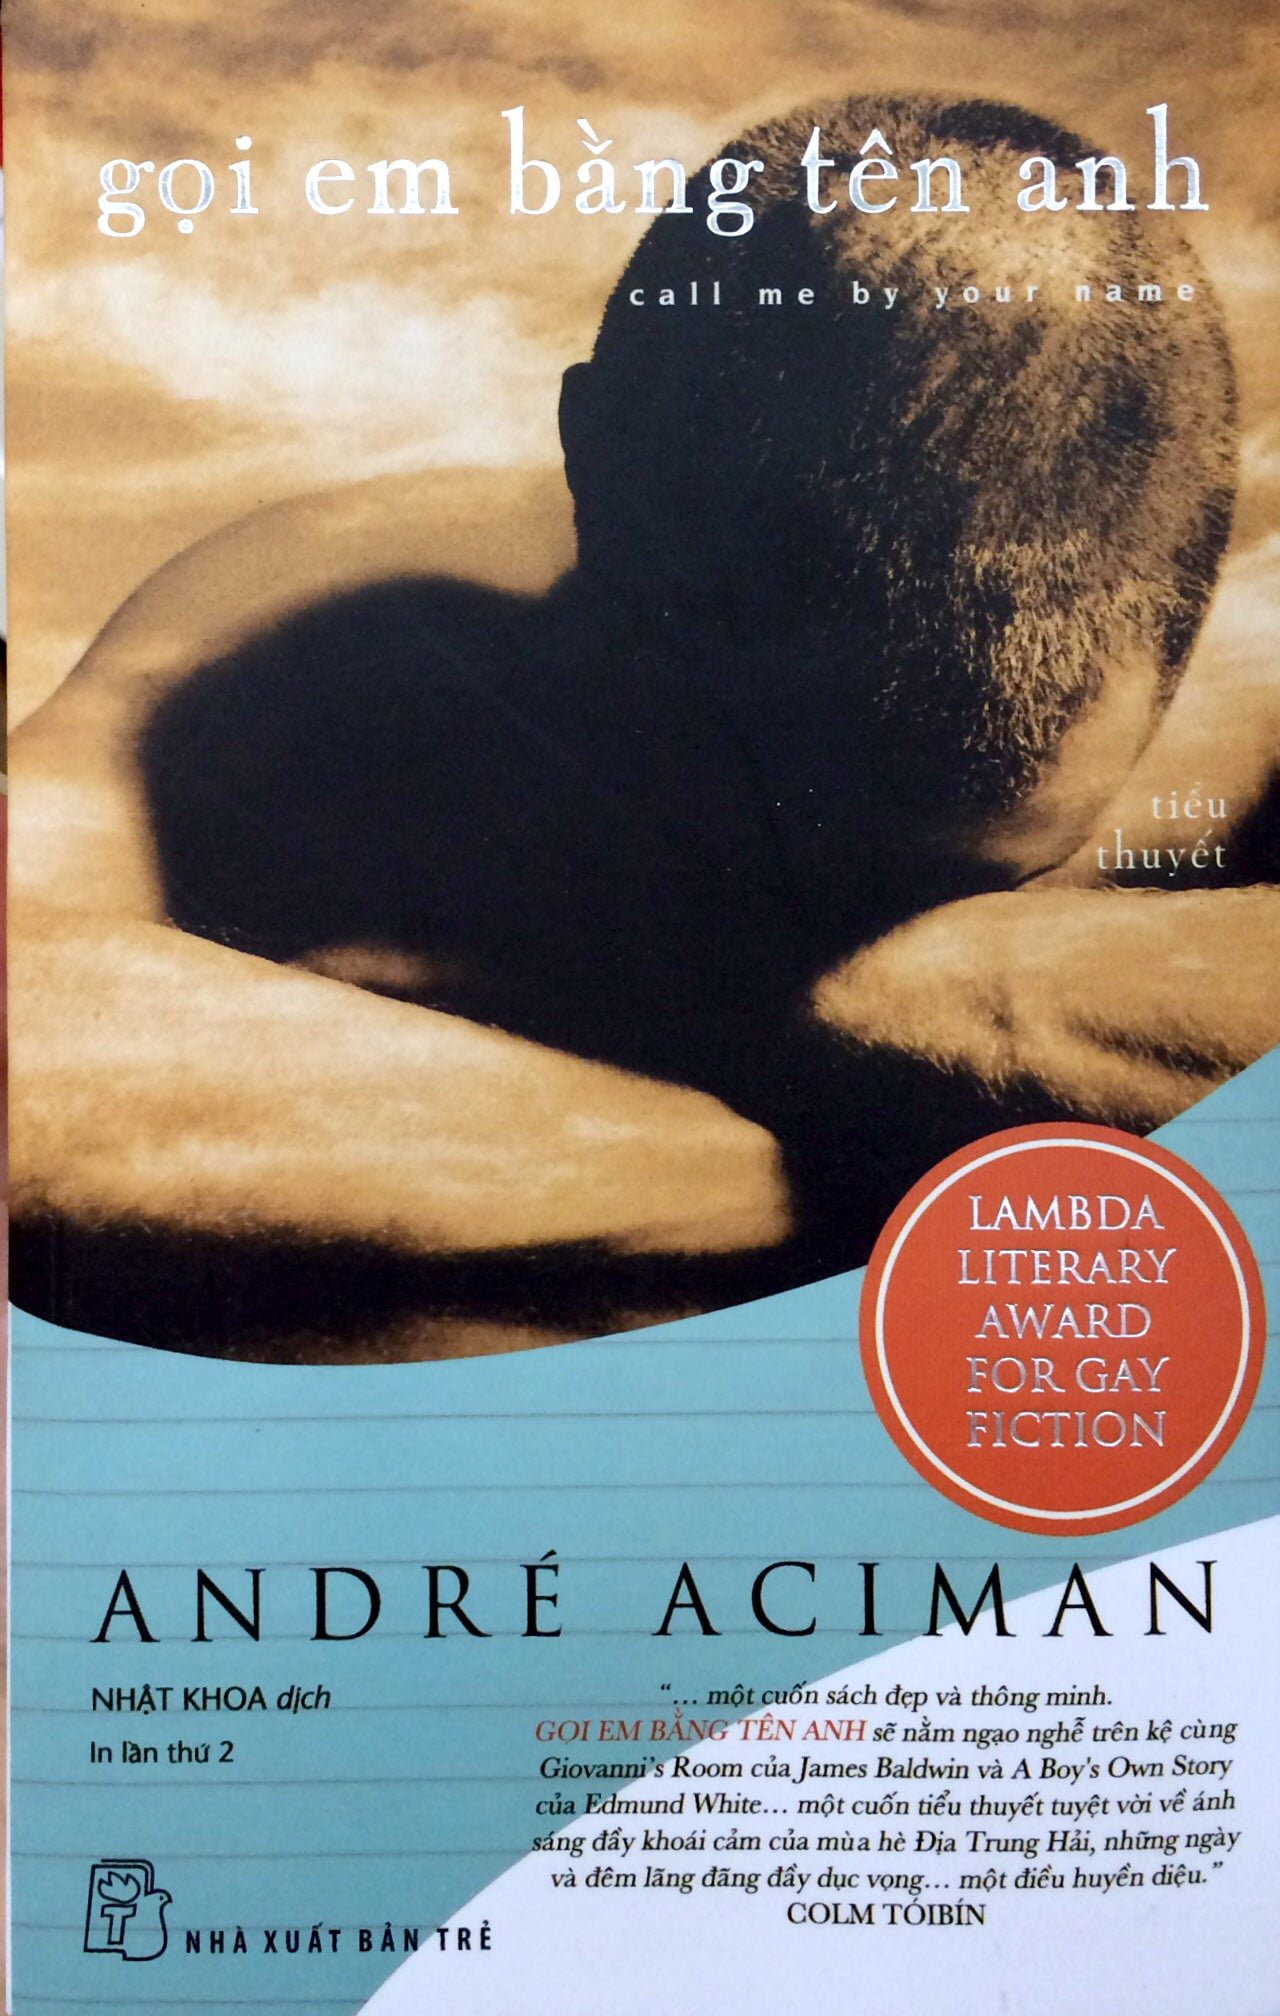 gọi em bằng tên anh
call me by your name
tiểu
thuyết
LAMBDA
LITERARY
AWARD
FOR GAY
FICTION
ANDRÉ ACIMAN
NHẬT KHOA dịch
In lần thứ 2
“... một cuốn sách đẹp và thông minh.
GỌI EM BẰNG TÊN ANH sẽ nằm ngạo nghễ trên kệ cùng
Giovanni's Room của James Baldwin và A Boy's Own Story
của Edmund White... một cuốn tiểu thuyết tuyệt vời về ánh
sáng đầy khoái cảm của mùa hè Địa Trung Hải, những ngày
và đêm lãng đãng đầy dục vọng... một điều huyền diệu.”
COLM TÓIBÍN
T
NHÀ XUẤT BẢN TRẺ